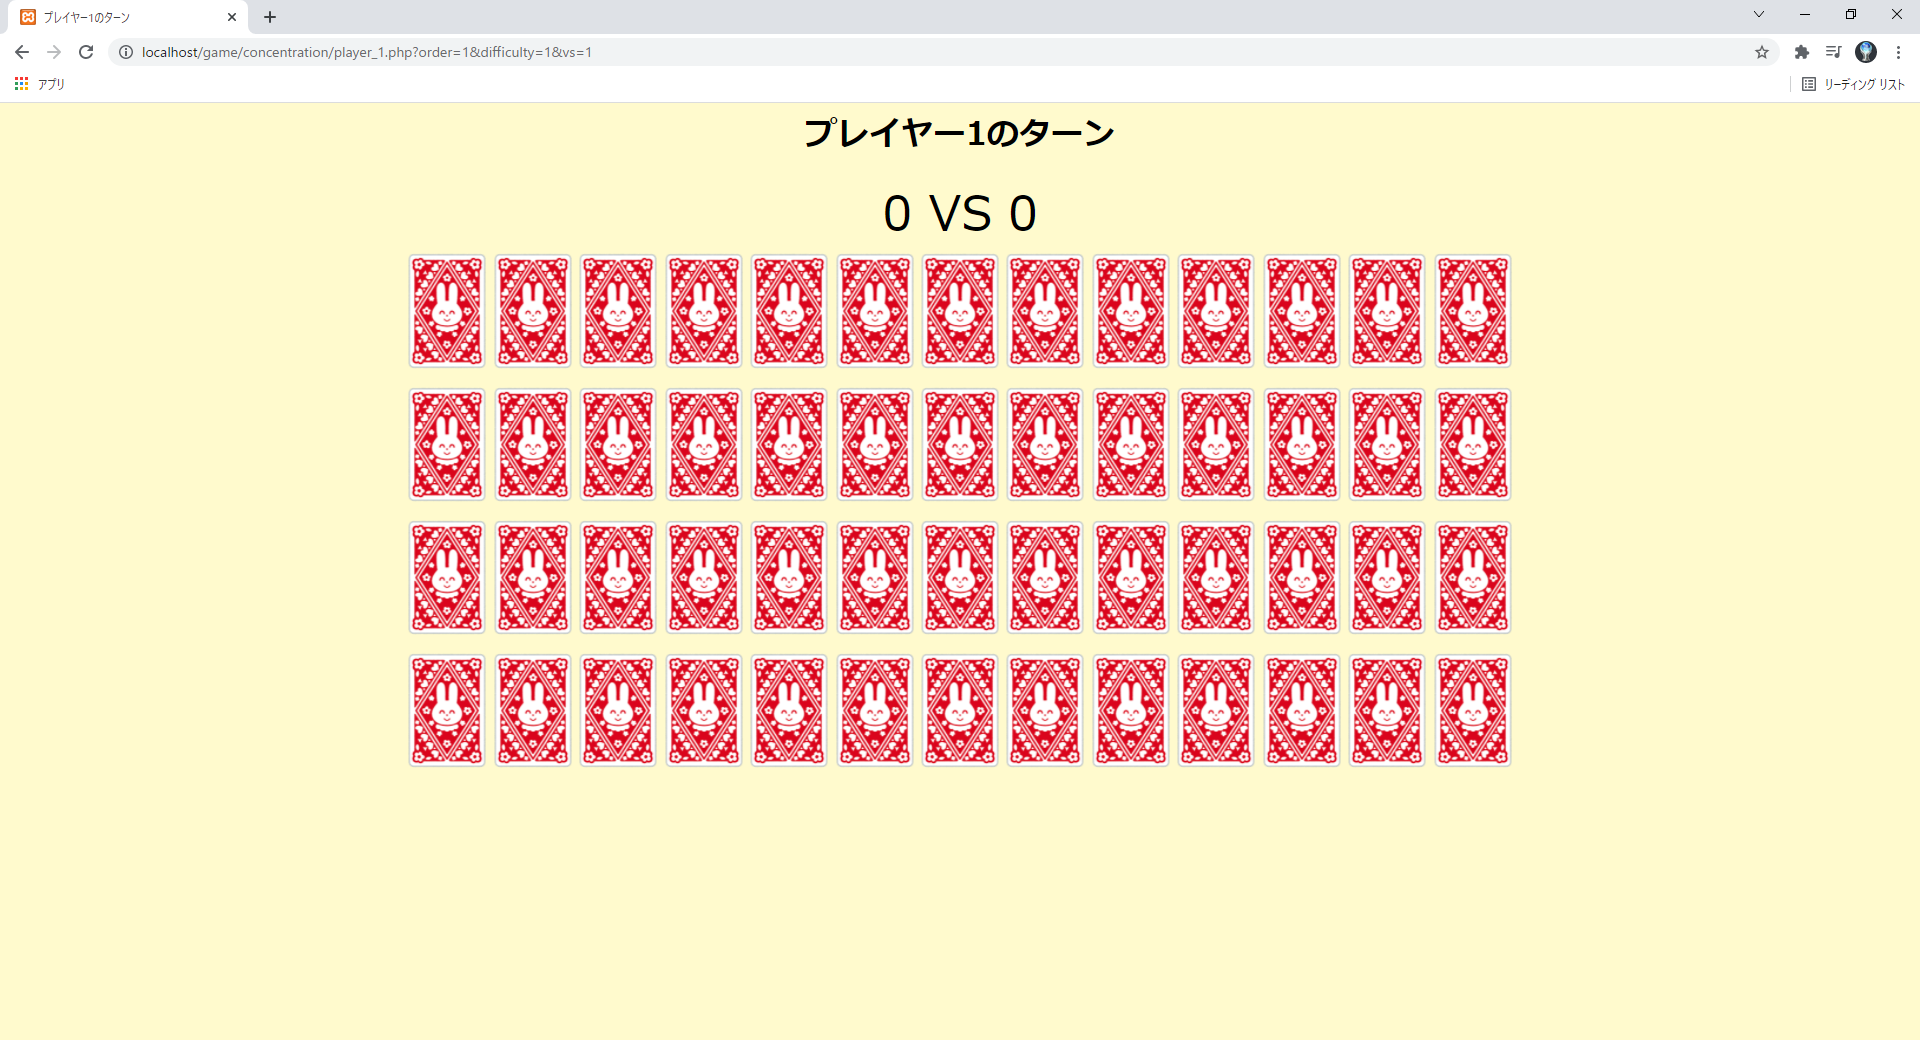 プレイヤー1のターン
localhost/game/concentration/player_1.php?order=1&difficulty=1&vs=1
アプリ
リーディング リスト
プレイヤー1のターン
0 VS 0